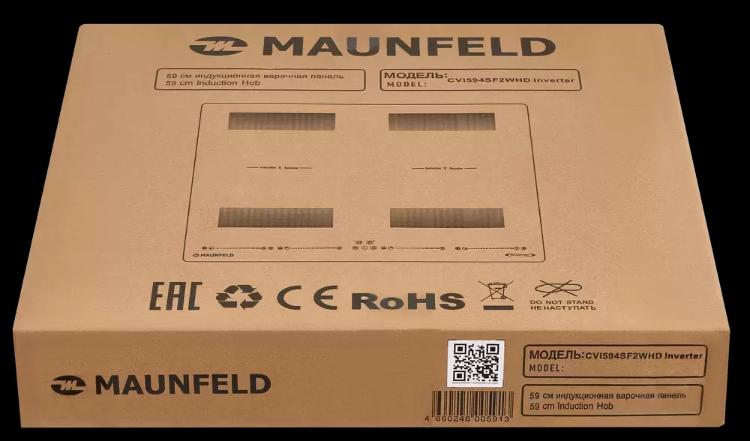 MAUNFELD
59 см индукционная варочная панель
59 cm Induction Hob
МОДЕЛЬ: CVI594SF2WHD Inverter
MODEL:
MAUNFELD
EAC
CE
RoHS
DO NOT STAND
НЕ НАСТУПАТЬ
MAUNFELD
МОДЕЛЬ: CVI594SF2WHD Inverter
MODEL:
59 см индукционная варочная панель
59 cm Induction Hob
4 660248 005913